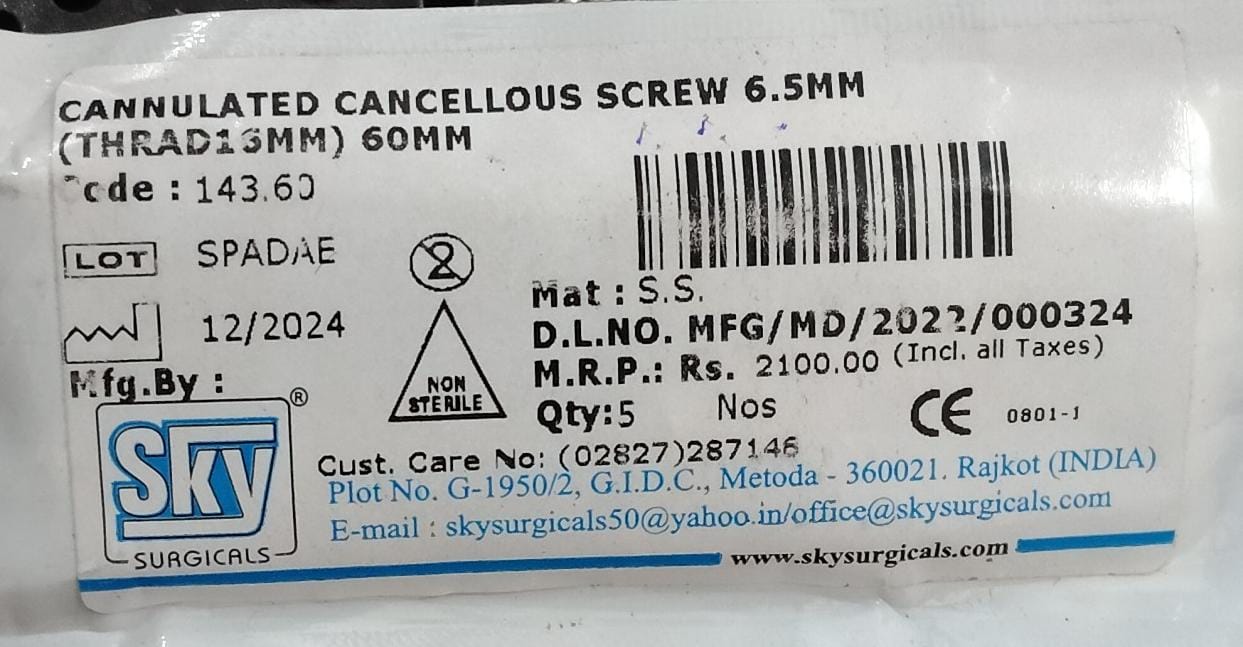 CANNULATED CANCELLOUS SCREW 6.5MM
(THRAD16MM) 60MM
cde : 143.60
LOT SPADAE
2
12/2024
Mfg.By :
NON
STERILE
Mat : S.S.
D.L.NO. MFG/MD/2022/000324
M.R.P.: Rs. 2100.00 (Incl. all Taxes)
Qty:5 Nos
CE 0801-1
SKY ®
SURGICALS
Cust. Care No: (02827)287146
Plot No. G-1950/2, G.I.D.C., Metoda - 360021. Rajkot (INDIA)
E-mail : skysurgicals50@yahoo.in/office@skysurgicals.com
www.skysurgicals.com